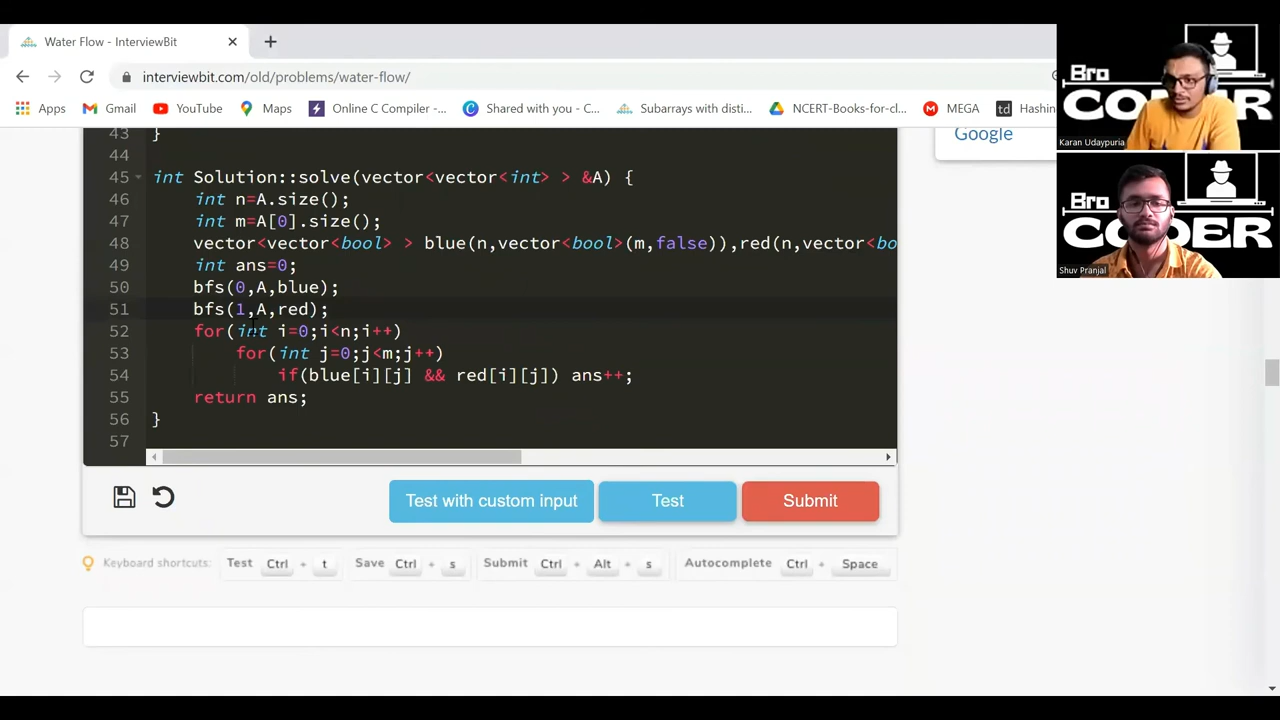 Water Flow - InterviewBit
interviewbit.com/old/problems/water-flow/
Apps Gmail YouTube Maps Online C Compiler -... Shared with you - C... Subarrays with disti... NCERT-Books-for-cl... MEGA td Hashin
Google
43 }
44
45 int Solution::solve(vector<vector<int> > &A) {
46 int n=A.size();
47 int m=A[0].size();
48 vector<vector<bool> > blue(n,vector<bool>(m,false)),red(n,vector<bo
49 int ans=0;
50 bfs(0,A,blue);
51 bfs(1,A,red);
52 for(int i=0;i<n;i++)
53 for(int j=0;j<m;j++)
54 if(blue[i][j] && red[i][j]) ans++;
55 return ans;
56 }
57
Test with custom input Test Submit
Keyboard shortcuts: Test Ctrl + t Save Ctrl + s Submit Ctrl + Alt + s Autocomplete Ctrl + Space
Bro
CODER
Karan Udaypuria
Bro
CODER
Shuv Pranjal